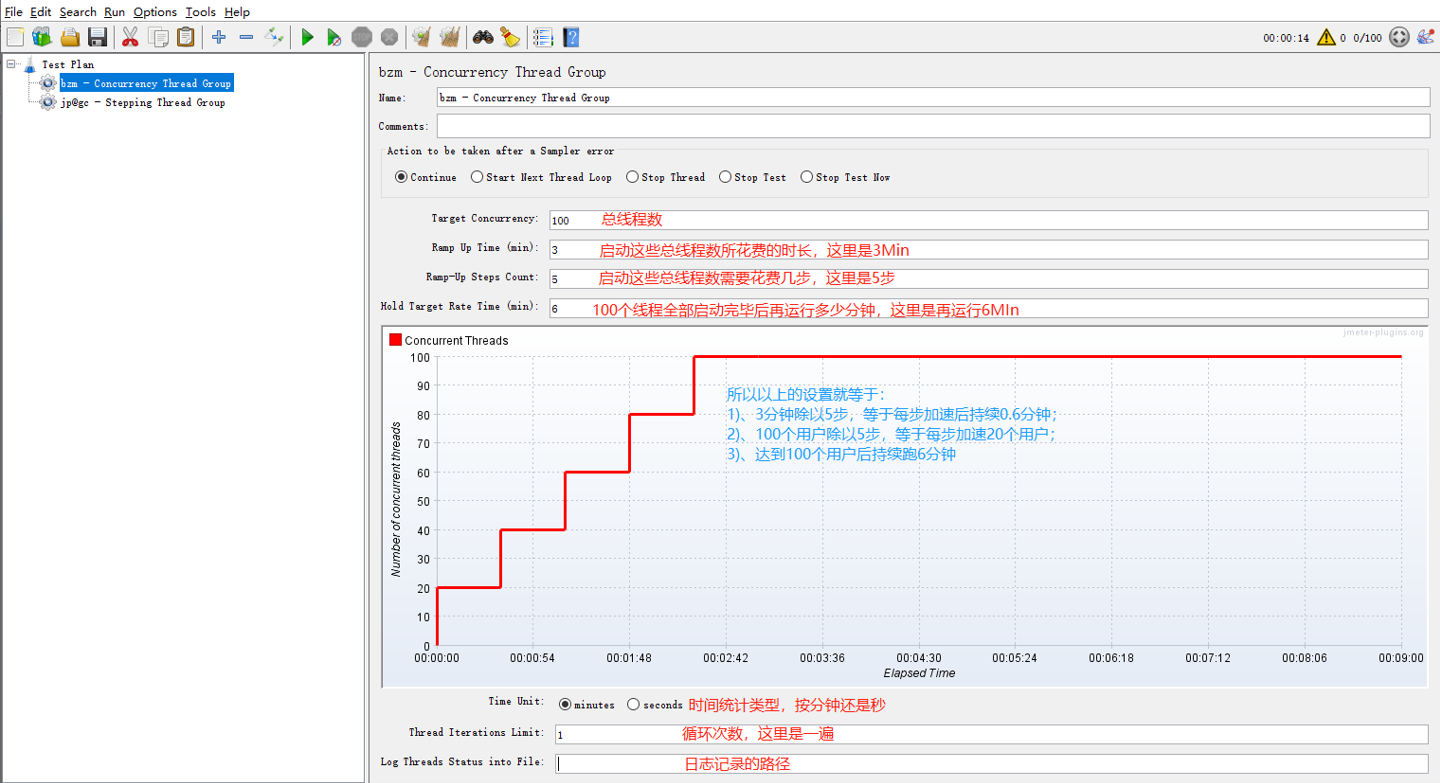 File Edit Search Run Options Tools Help
00:00:14 0 0/100
Test Plan
bzm - Concurrency Thread Group
jp@gc - Stepping Thread Group
bzm - Concurrency Thread Group
Name: bzm - Concurrency Thread Group
Comments:
Action to be taken after a Sampler error
Continue Start Next Thread Loop Stop Thread Stop Test Stop Test Now
Target Concurrency: 100 总线程数
Ramp Up Time (min): 3 启动这些总线程数所花费的时长，这里是3Min
Ramp-Up Steps Count: 5 启动这些总线程数需要花费几步，这里是5步
Hold Target Rate Time (min): 6 100个线程全部启动完毕后再运行多少分钟，这里是再运行6MIn
jmeter-plugins.org
Concurrent Threads
100
90
80
70
60
50
40
30
20
10
0
Number of concurrent threads
所以以上的设置就等于：
1)、3分钟除以5步，等于每步加速后持续0.6分钟；
2)、100个用户除以5步，等于每步加速20个用户；
3)、达到100个用户后持续跑6分钟
00:00:00 00:00:54 00:01:48 00:02:42 00:03:36 00:04:30 00:05:24 00:06:18 00:07:12 00:08:06 00:09:00
Elapsed Time
Time Unit: minutes seconds 时间统计类型，按分钟还是秒
Thread Iterations Limit: 1 循环次数，这里是一遍
Log Threads Status into File: 日志记录的路径